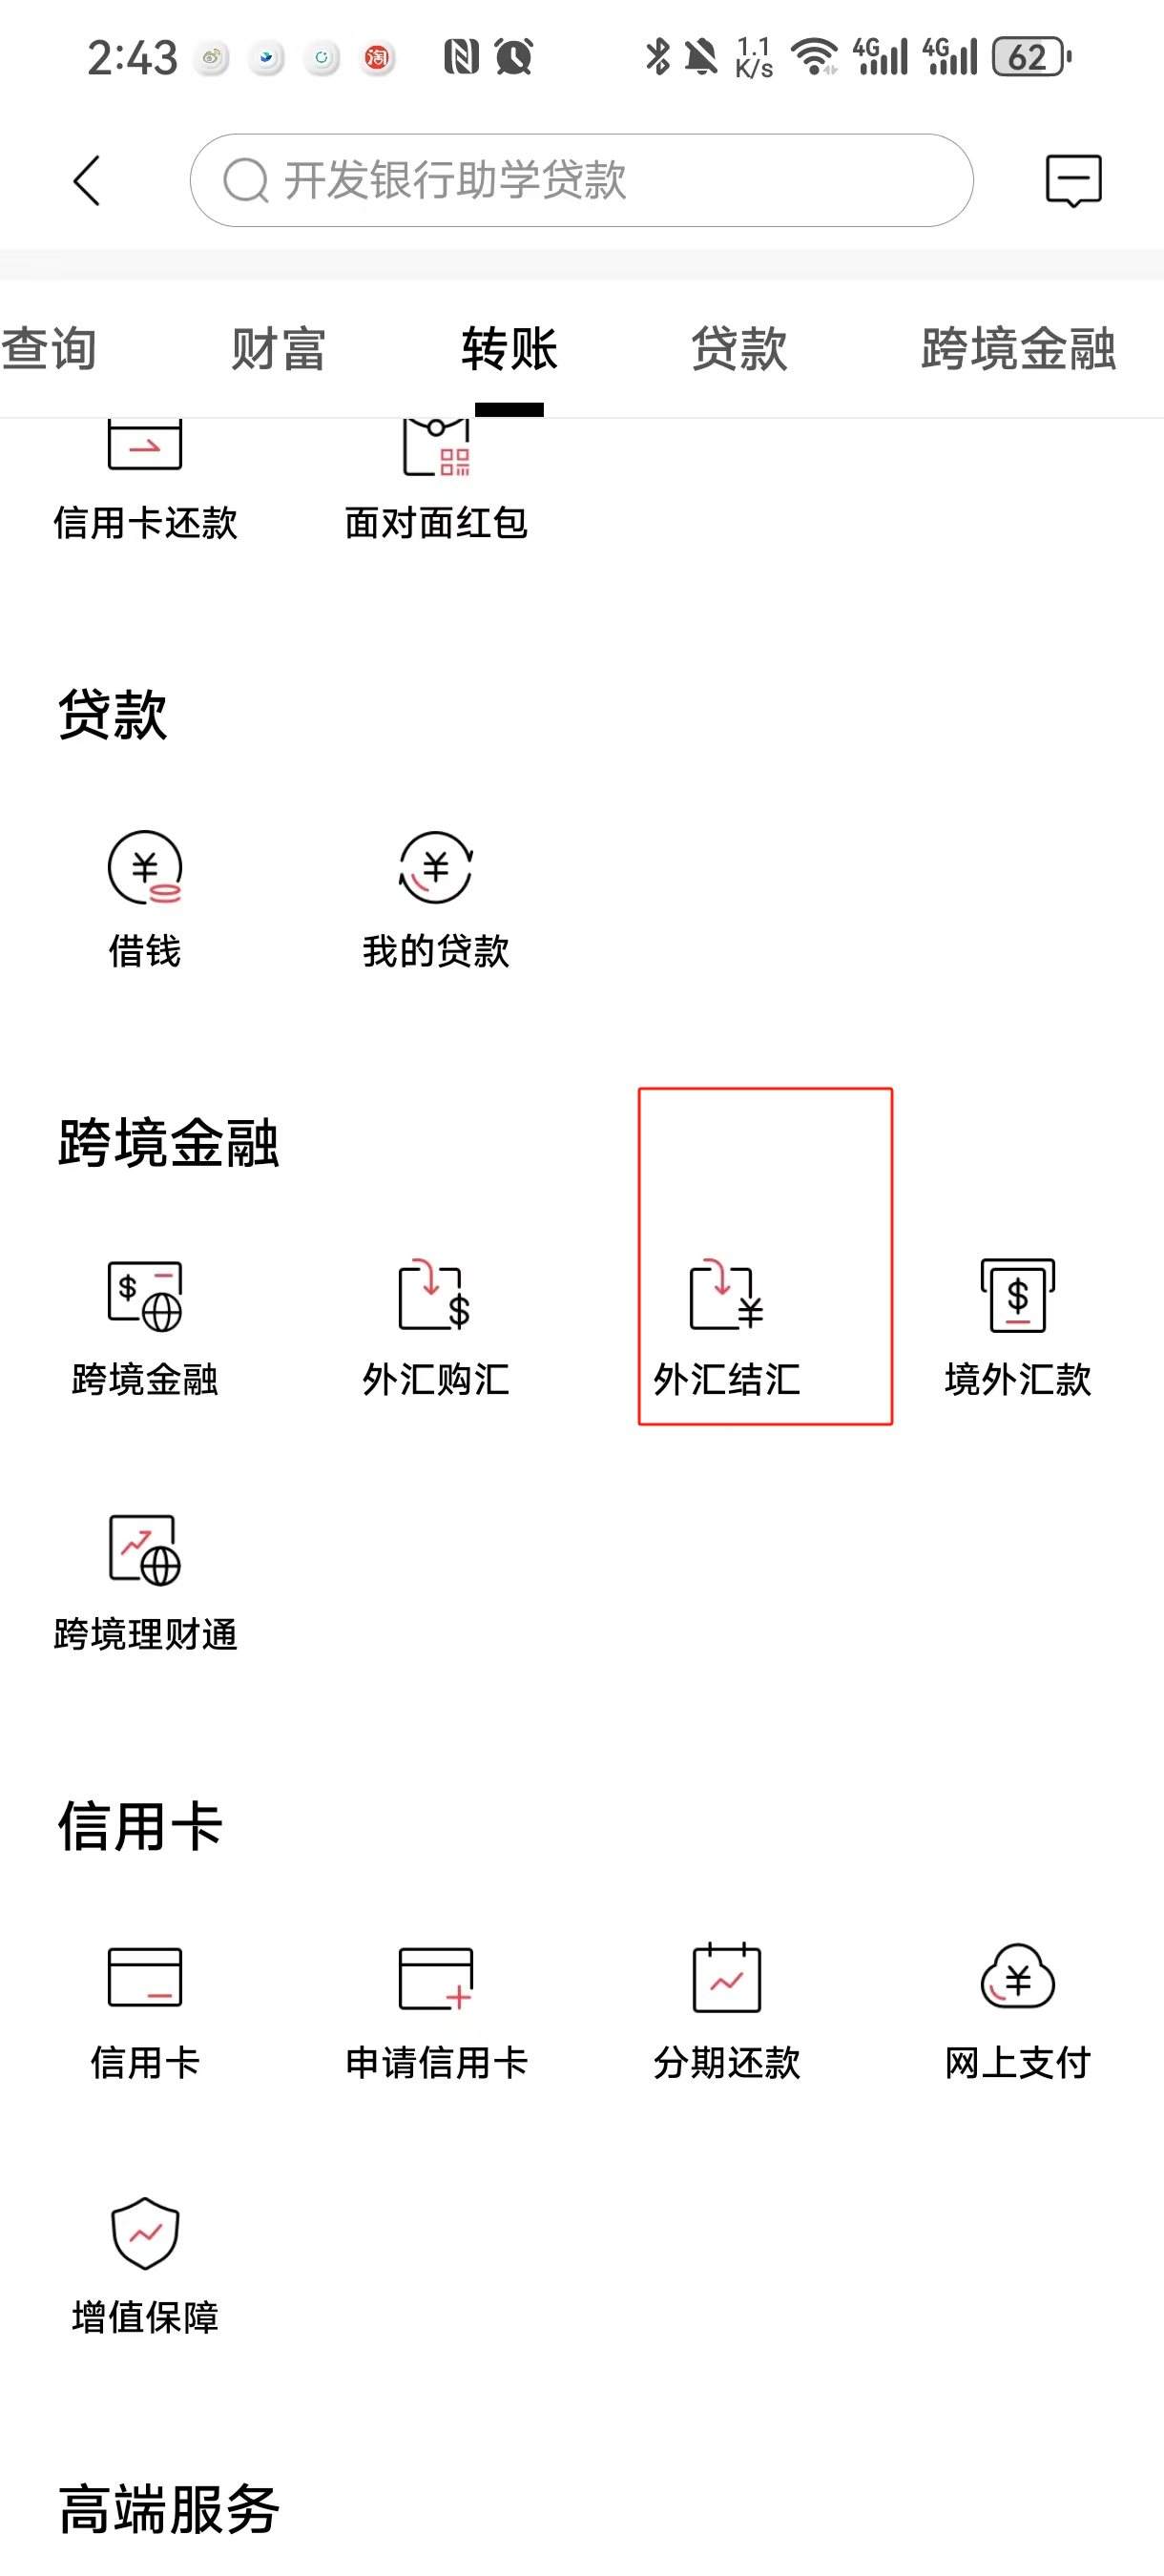 2:43 淘 1.1 K/s 4G 4G 62
开发银行助学贷款
查询 财富 转账 贷款 跨境金融
信用卡还款 面对面红包
贷款
¥ ¥
借钱 我的贷款
跨境金融
$ $ ¥ $
跨境金融 外汇购汇 外汇结汇 境外汇款
跨境理财通
信用卡
¥
信用卡 申请信用卡 分期还款 网上支付
增值保障
高端服务